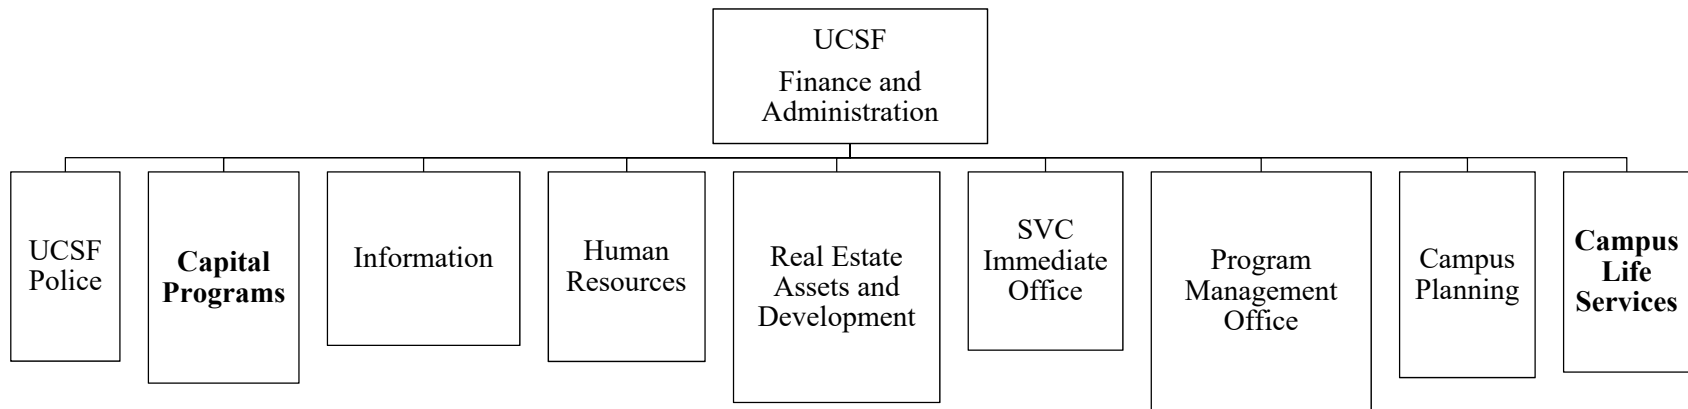 UCSF
Finance and
Administration
UCSF
Police
Capital
Programs
Information
Human
Resources
Real Estate
Assets and
Development
SVC
Immediate
Office
Program
Management
Office
Campus
Planning
Campus
Life
Services